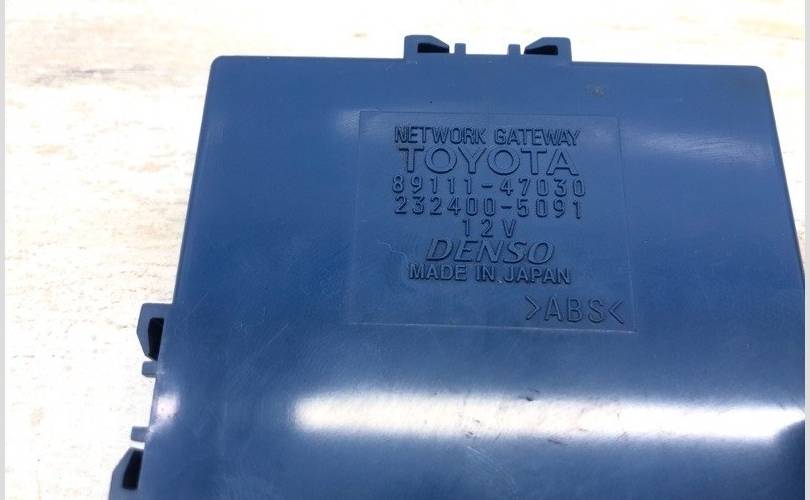 NETWORK GATEWAY
TOYOTA
89111-47030
232400-5091
12V
DENSO
MADE IN JAPAN
>ABS<